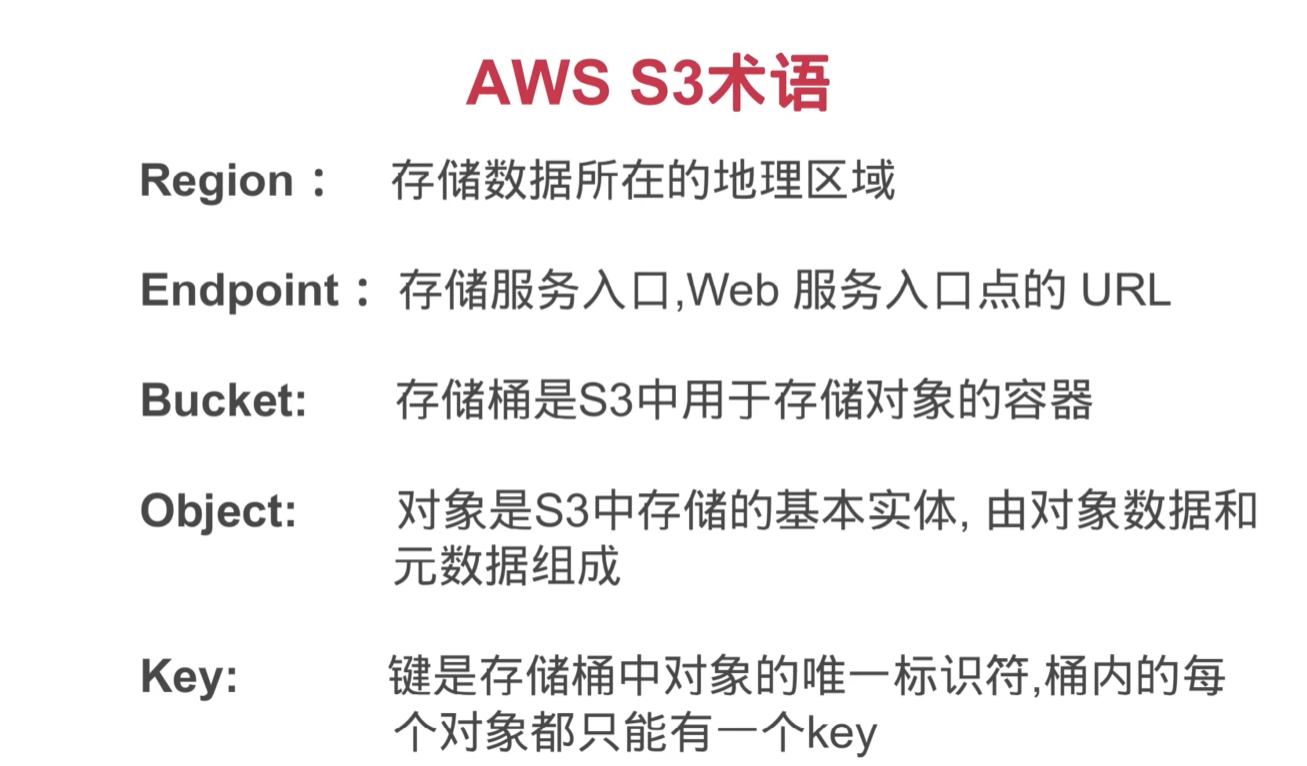 AWS S3术语
Region： 存储数据所在的地理区域
Endpoint： 存储服务入口,Web 服务入口点的 URL
Bucket: 存储桶是S3中用于存储对象的容器
Object: 对象是S3中存储的基本实体, 由对象数据和
元数据组成
Key: 键是存储桶中对象的唯一标识符,桶内的每
个对象都只能有一个key